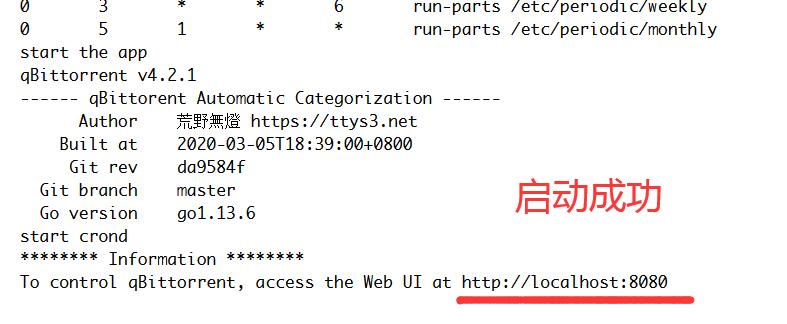 0 3 * * 6 run-parts /etc/periodic/weekly
0 5 1 * * run-parts /etc/periodic/monthly
start the app
qBittorrent v4.2.1
------ qBittorent Automatic Categorization ------
Author 荒野無燈 https://ttys3.net
Built at 2020-03-05T18:39:00+0800
Git rev da9584f
Git branch master
Go version go1.13.6
启动成功
start crond
******** Information ********
To control qBittorrent, access the Web UI at http://localhost:8080